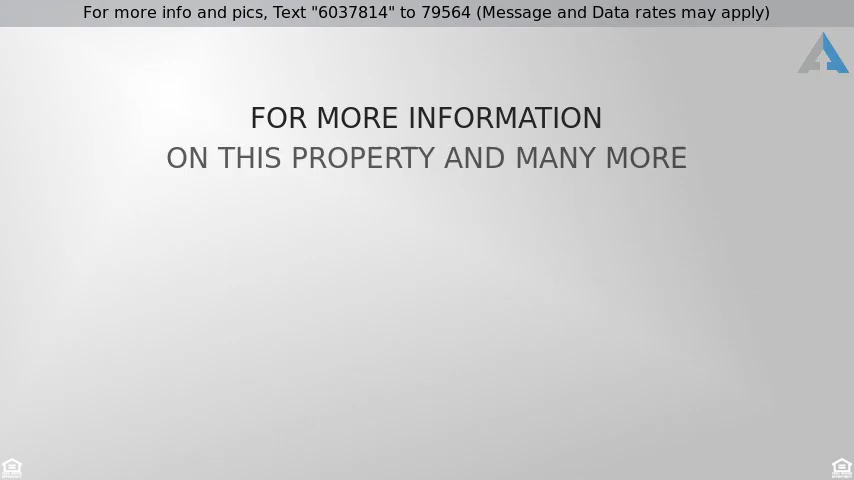 For more info and pics, Text "6037814" to 79564 (Message and Data rates may apply)
FOR MORE INFORMATION
ON THIS PROPERTY AND MANY MORE